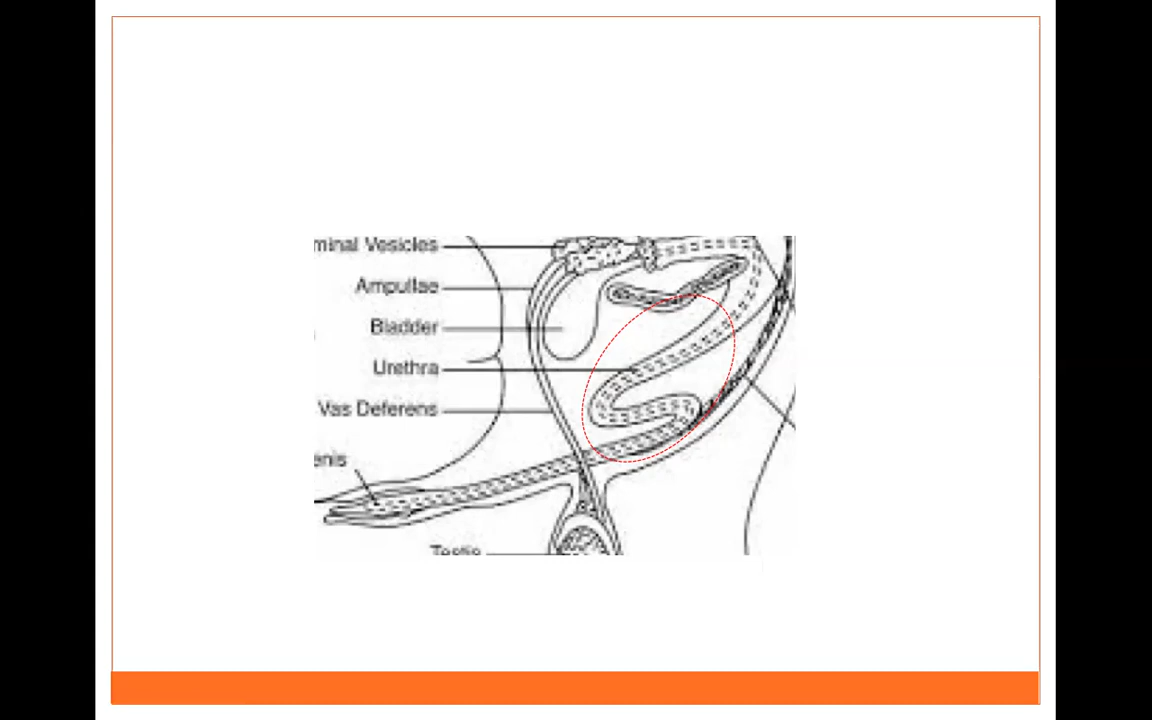 minal Vesicles
Ampullae
Bladder
Urethra
Vas Deferens
enis
Testis